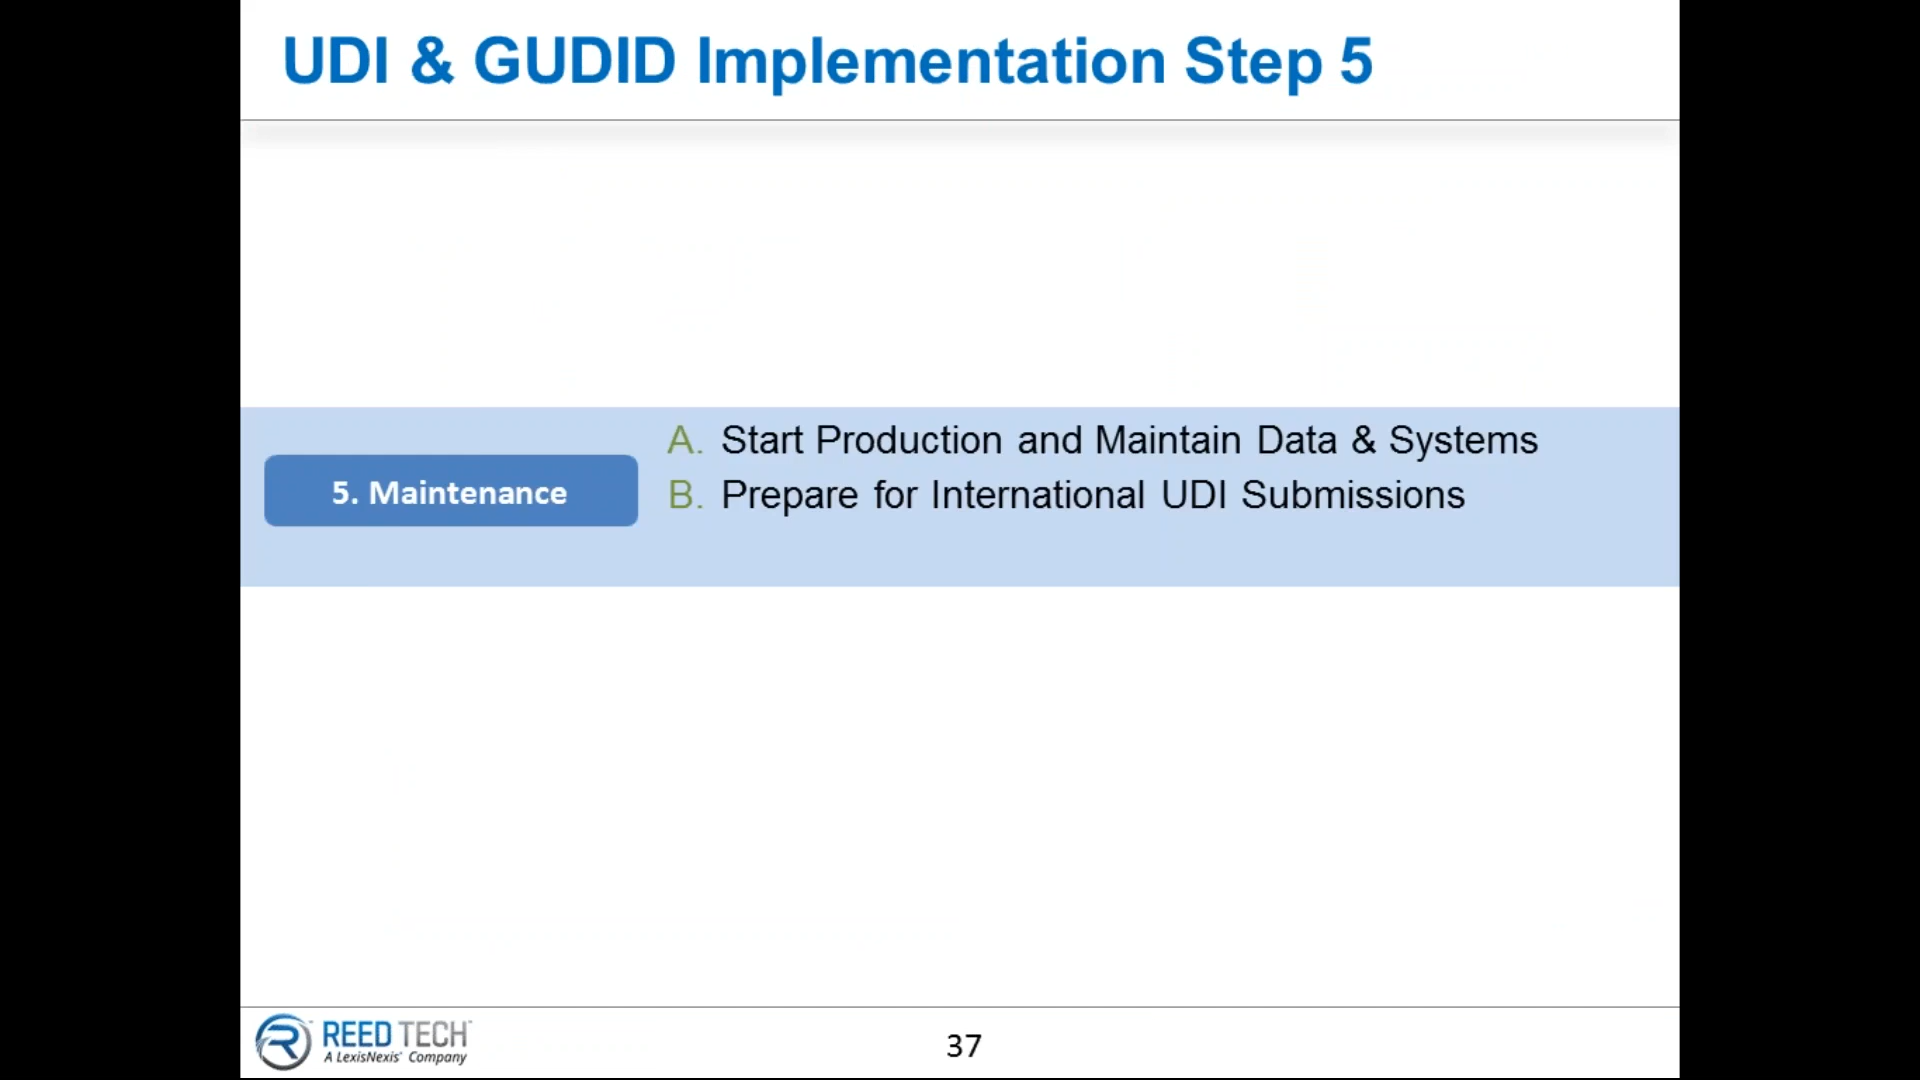 UDI & GUDID Implementation Step 5
5. Maintenance
A. Start Production and Maintain Data & Systems
B. Prepare for International UDI Submissions
REED TECH™
A LexisNexis® Company
37